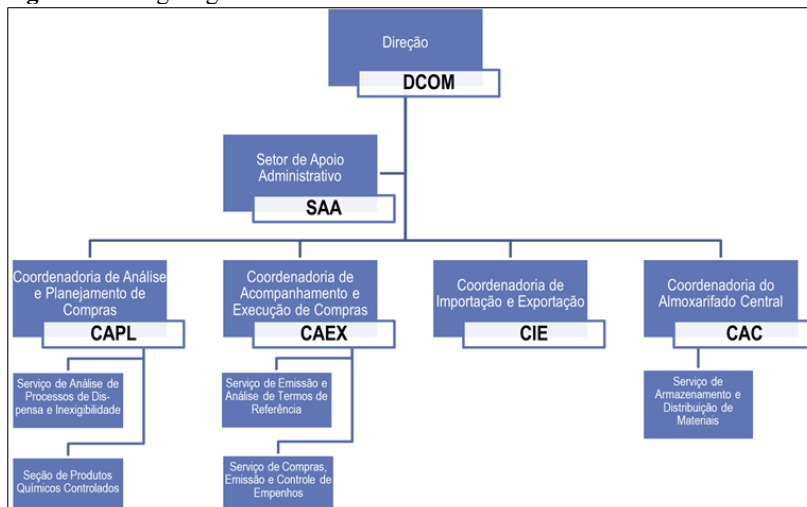 Direção
DCOM
Setor de Apoio
Administrativo
SAA
Coordenadoria de Análise
e Planejamento de
Compras
CAPL
Coordenadoria de
Acompanhamento e
Execução de Compras
CAEX
Coordenadoria de
Importação e Exportação
CIE
Coordenadoria do
Almoxarifado Central
CAC
Serviço de Análise de
Processos de Dis-
pensa e Inexigibilidade
Serviço de Emissão e
Análise de Termos de
Referência
Serviço de
Armazenamento e
Distribuição de
Materiais
Seção de Produtos
Químicos Controlados
Serviço de Compras,
Emissão e Controle de
Empenhos